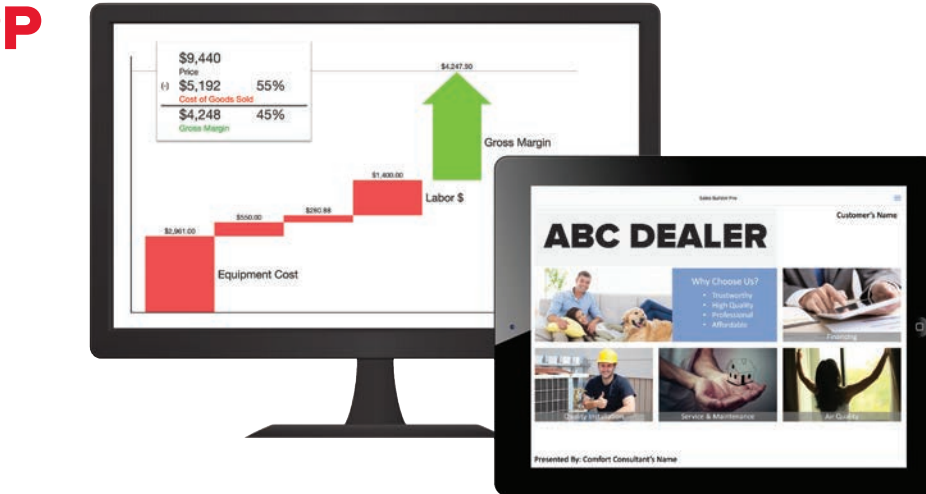 P
$9,440
Price
(-) $5,192 55%
Cost of Goods Sold
$4,248 45%
Gross Margin
$4,247.50
Gross Margin
$1,400.00
Labor $
$280.88
$550.00
$2,961.00
Equipment Cost
Sales Builder Pro
Customer's Name
ABC DEALER
Why Choose Us?
• Trustworthy
• High Quality
• Professional
• Affordable
Financing
Quality Installation
Service & Maintenance
Air Quality
Presented By: Comfort Consultant's Name